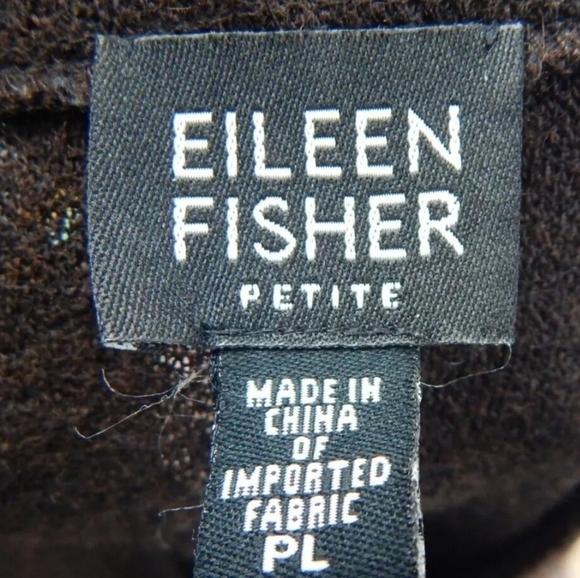 EILEEN
FISHER
PETITE
MADE IN
CHINA
OF
IMPORTED
FABRIC
PL